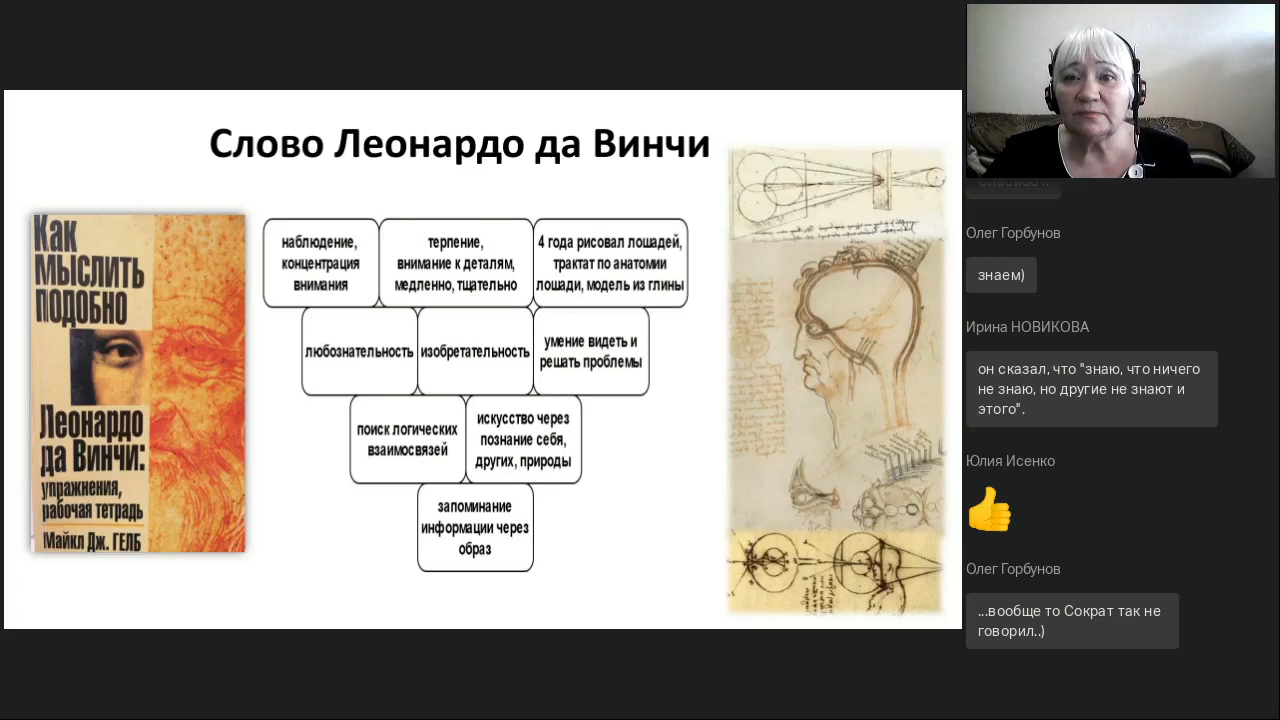 Слово Леонардо да Винчи
Как
мыслить
подобно
Леонардо
да Винчи:
упражнения,
рабочая тетрадь
Майкл Дж. ГЕЛБ
наблюдение,
концентрация
внимания
терпение,
внимание к деталям,
медленно, тщательно
4 года рисовал лошадей,
трактат по анатомии
лошади, модель из глины
любознательность
изобретательность
умение видеть и
решать проблемы
поиск логических
взаимосвязей
искусство через
познание себя,
других, природы
запоминание
информации через
образ
Олег Горбунов
знаем)
Ирина НОВИКОВА
он сказал, что "знаю, что ничего
не знаю, но другие не знают и
этого".
Юлия Исенко
Олег Горбунов
...вообще то Сократ так не
говорил..)